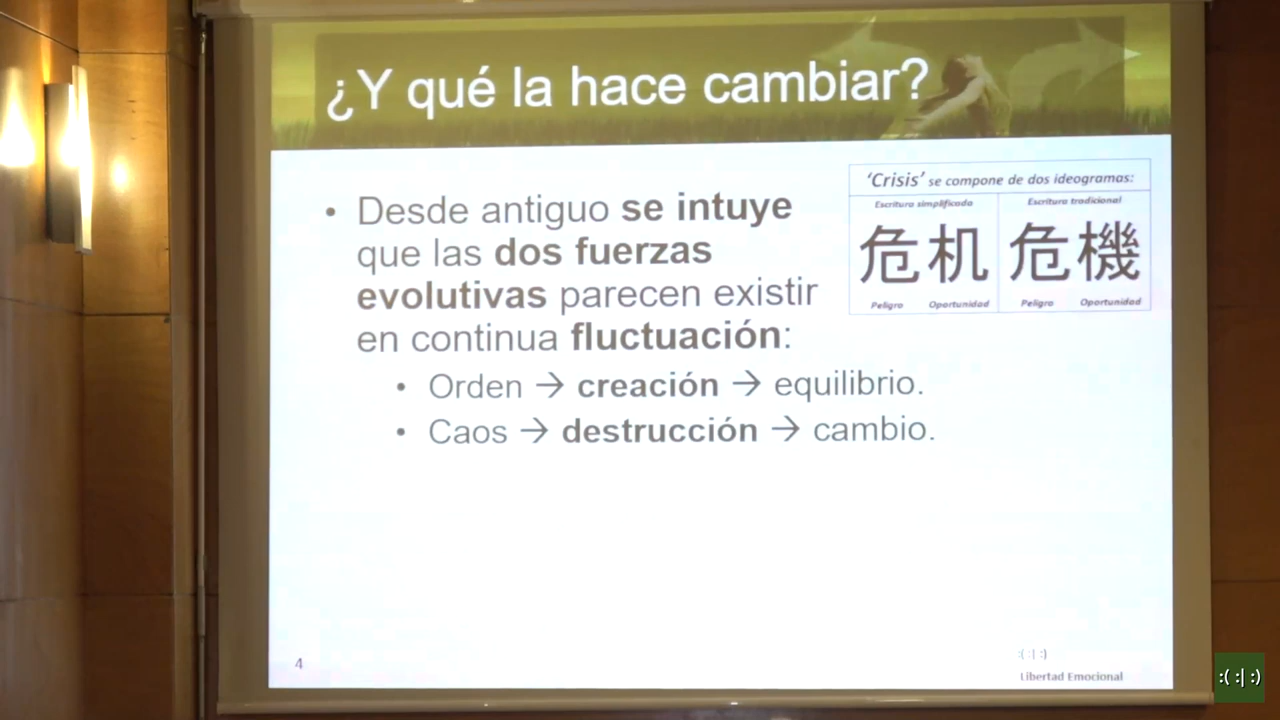 ¿Y qué la hace cambiar?
• Desde antiguo se intuye
que las dos fuerzas
evolutivas parecen existir
en continua fluctuación:
• Orden → creación → equilibrio.
• Caos → destrucción → cambio.
'Crisis' se compone de dos ideogramas:
Escritura simplificada
Escritura tradicional
危机
危機
Peligro Oportunidad
Peligro Oportunidad
4
:( :| :)
Libertad Emocional
:( :| :)